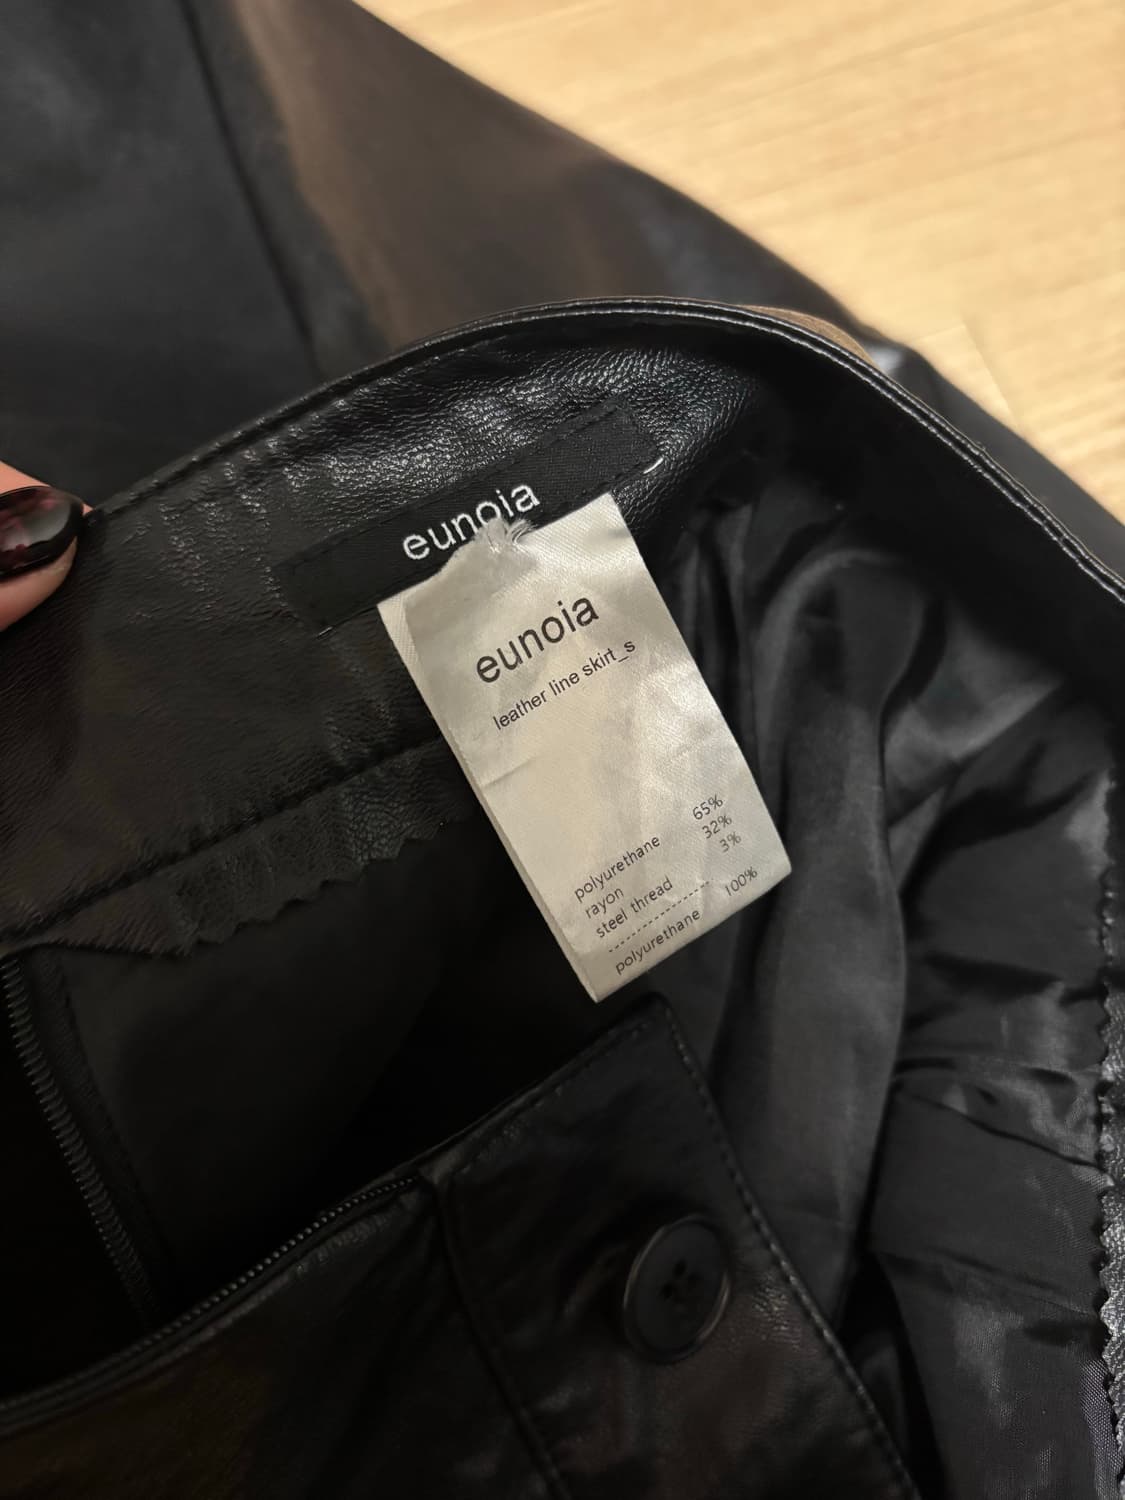 eunoia
eunoia
leather line skirt_s
polyurethane 65%
rayon 32%
steel thread 3%
--------------------
polyurethane 100%